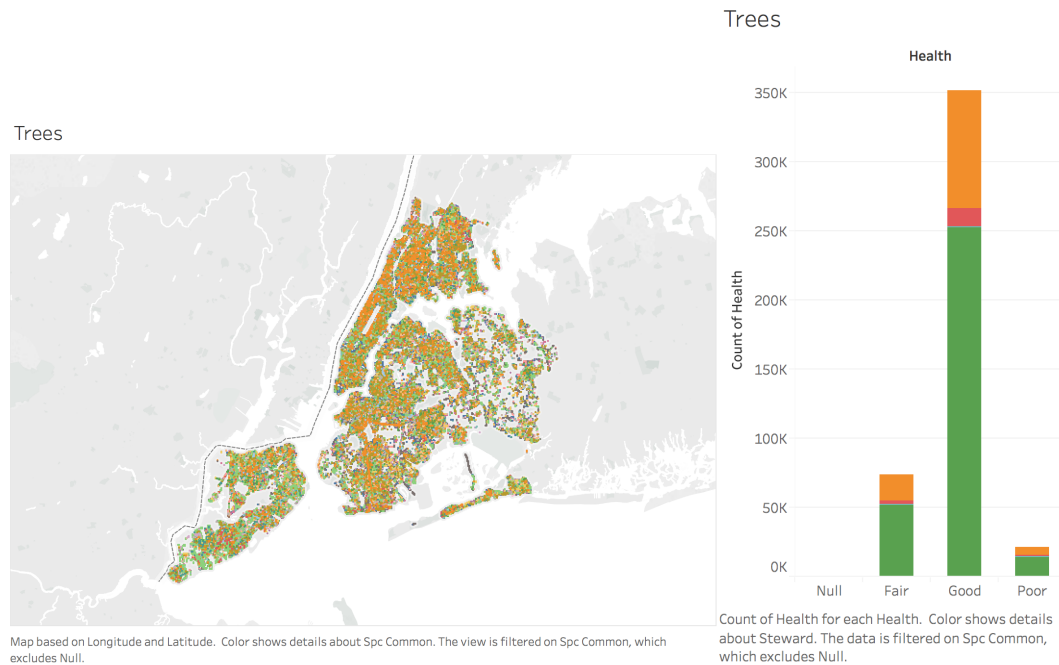 Trees
Map based on Longitude and Latitude.  Color shows details about Spc Common. The view is filtered on Spc Common, which
excludes Null.
Trees
Health
350K
300K
250K
200K
150K
100K
50K
0K
Count of Health
Null Fair Good Poor
Count of Health for each Health.  Color shows details
about Steward. The data is filtered on Spc Common,
which excludes Null.